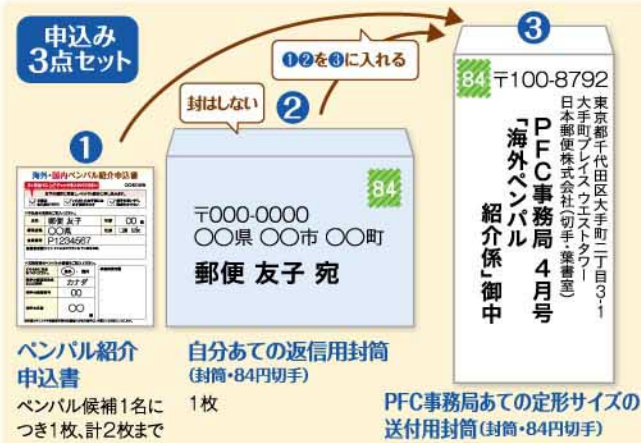 申込み
3点セット
❶❷を❸に入れる
封はしない
1
海外・国内ペンパル紹介申込書
郵便 友子
〇〇県
P1234567
カナダ
00
〇〇
ペンパル紹介
申込書
ペンパル候補1名に
つき1枚、計2枚まで
2
84
〒000-0000
〇〇県 〇〇市 〇〇町
郵便 友子 宛
自分あての返信用封筒
(封筒・84円切手)
1枚
3
84
〒100-8792
東京都千代田区大手町二丁目3-1
大手町プレイス ウエストタワー
日本郵便株式会社(切手・葉書室)
PFC事務局 4月号
「海外ペンパル
紹介係」御中
PFC事務局あての定形サイズの
送付用封筒(封筒・84円切手)